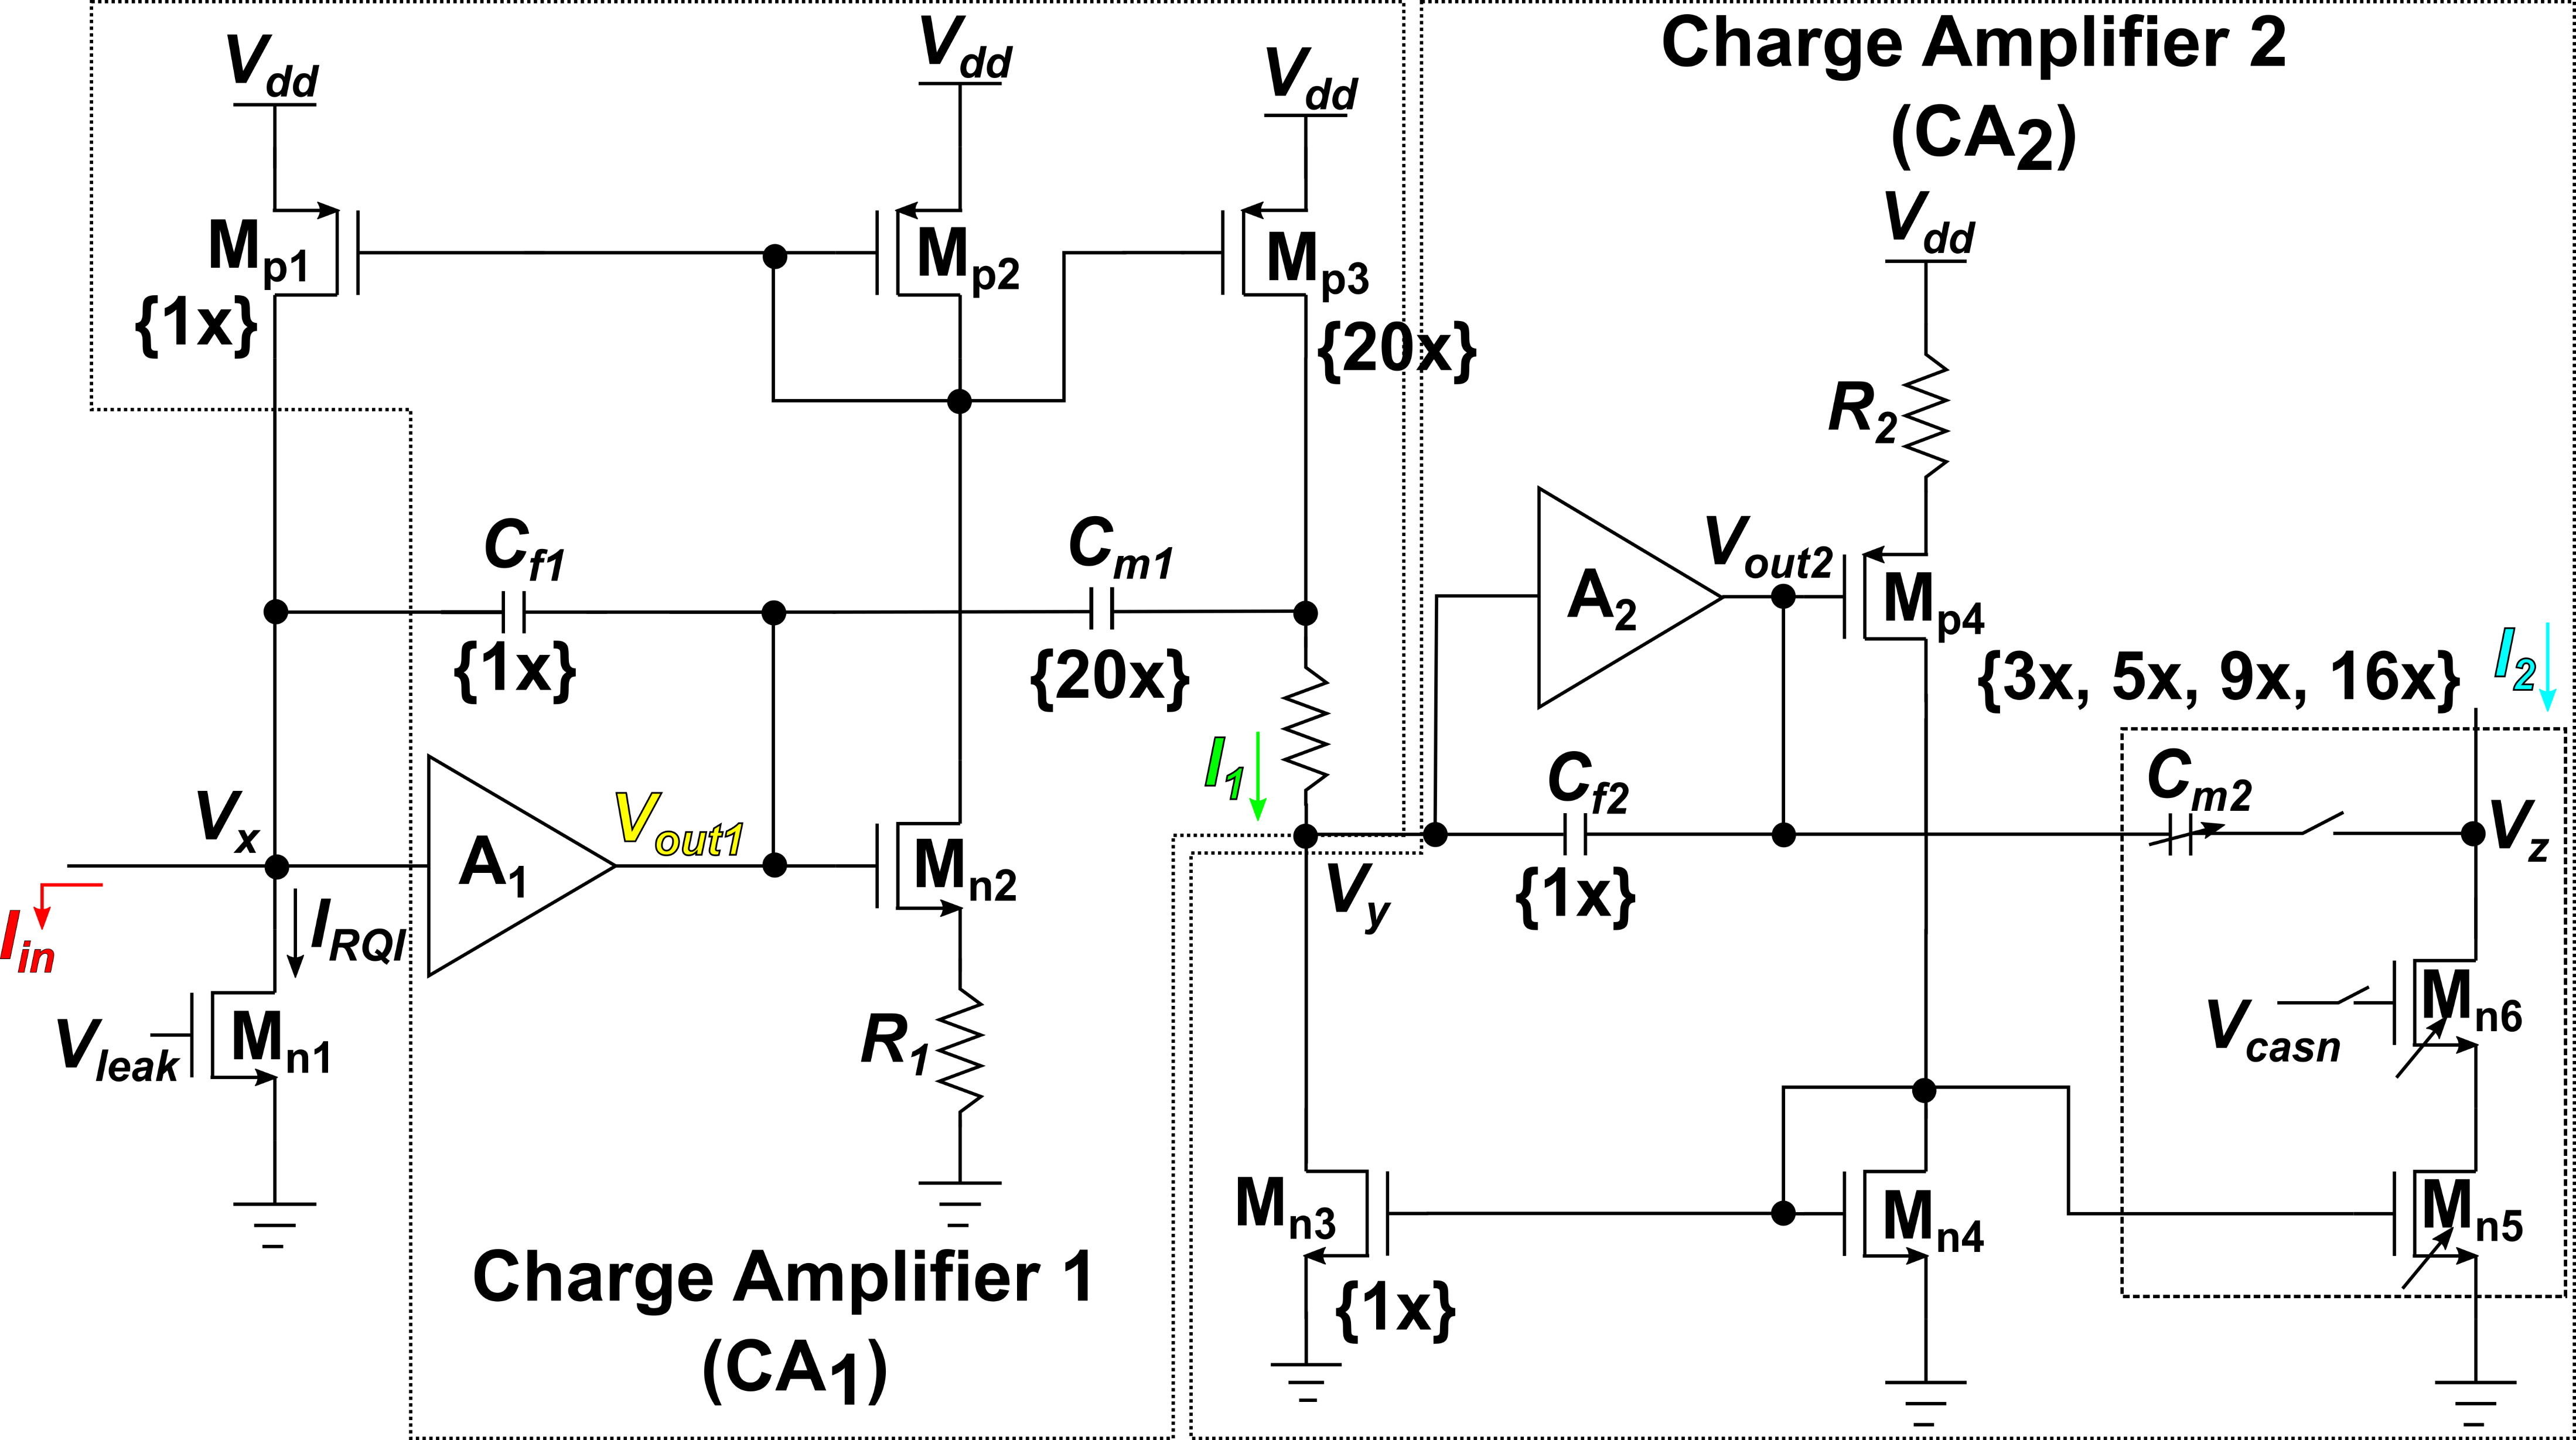 Charge Amplifier 2
(CA2)
Vdd
Vdd
Vdd
Vdd
Mp1
{1x}
Mp2
Mp3
{20x}
R2
Cf1
{1x}
Cm1
{20x}
A2
Vout2
Mp4
{3x, 5x, 9x, 16x}
I2
I1
Cf2
{1x}
Cm2
Vz
Vx
A1
Vout1
Mn2
Vy
Iin
IRQI
Vleak
Mn1
R1
Vcasn
Mn6
Mn3
{1x}
Mn4
Mn5
Charge Amplifier 1
(CA1)